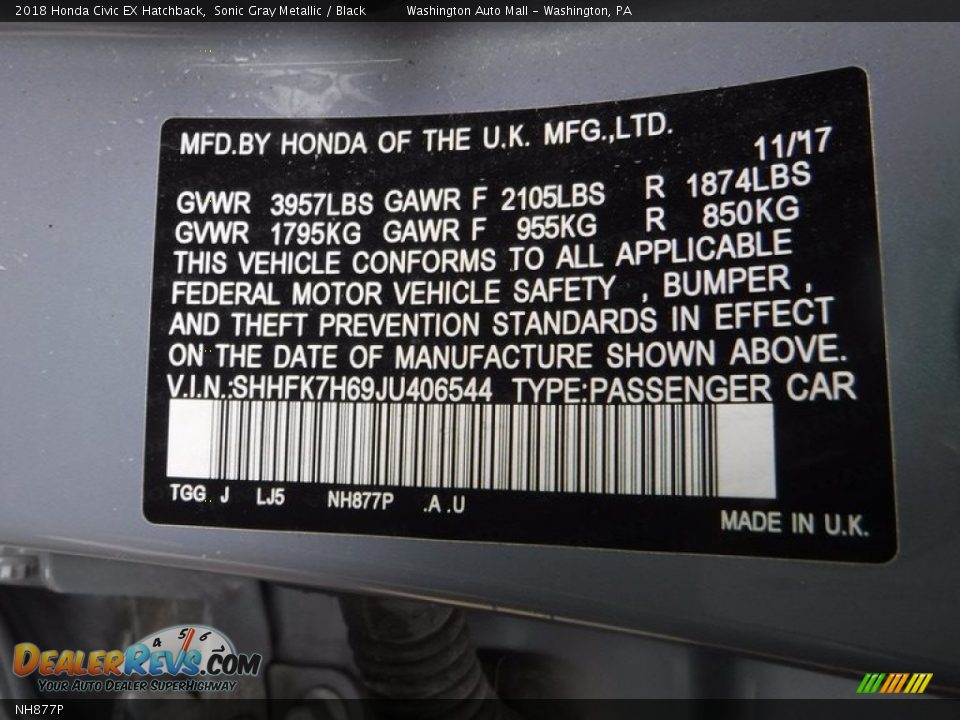 2018 Honda Civic EX Hatchback, Sonic Gray Metallic / Black Washington Auto Mall - Washington, PA
MFD.BY HONDA OF THE U.K. MFG.,LTD.
11/17
GVWR 3957LBS GAWR F 2105LBS R 1874LBS
GVWR 1795KG GAWR F 955KG R 850KG
THIS VEHICLE CONFORMS TO ALL APPLICABLE
FEDERAL MOTOR VEHICLE SAFETY , BUMPER ,
AND THEFT PREVENTION STANDARDS IN EFFECT
ON THE DATE OF MANUFACTURE SHOWN ABOVE.
V.I.N.:SHHFK7H69JU406544 TYPE:PASSENGER CAR
TGG J LJ5 NH877P .A .U
MADE IN U.K.
4 5 6
DEALERREVS.COM
YOUR AUTO DEALER SUPERHIGHWAY
NH877P